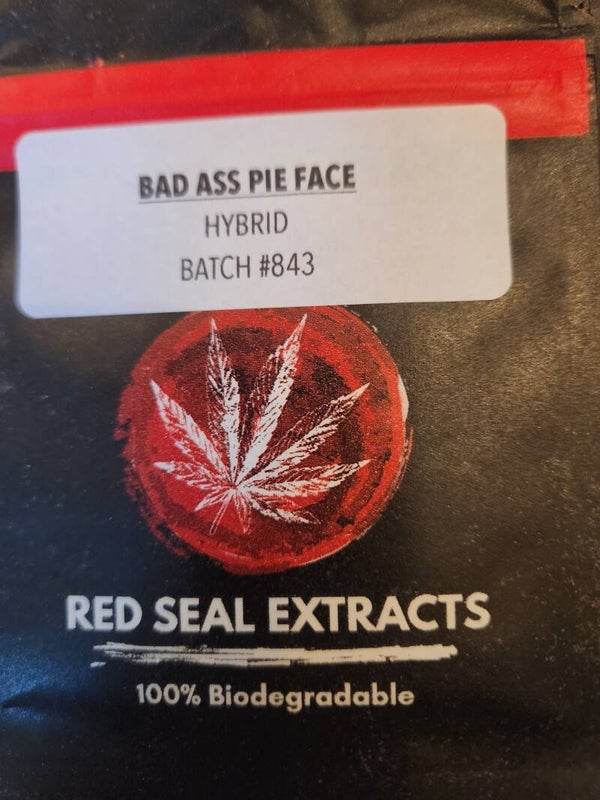 BAD ASS PIE FACE
HYBRID
BATCH #843
RED SEAL EXTRACTS
100% Biodegradable